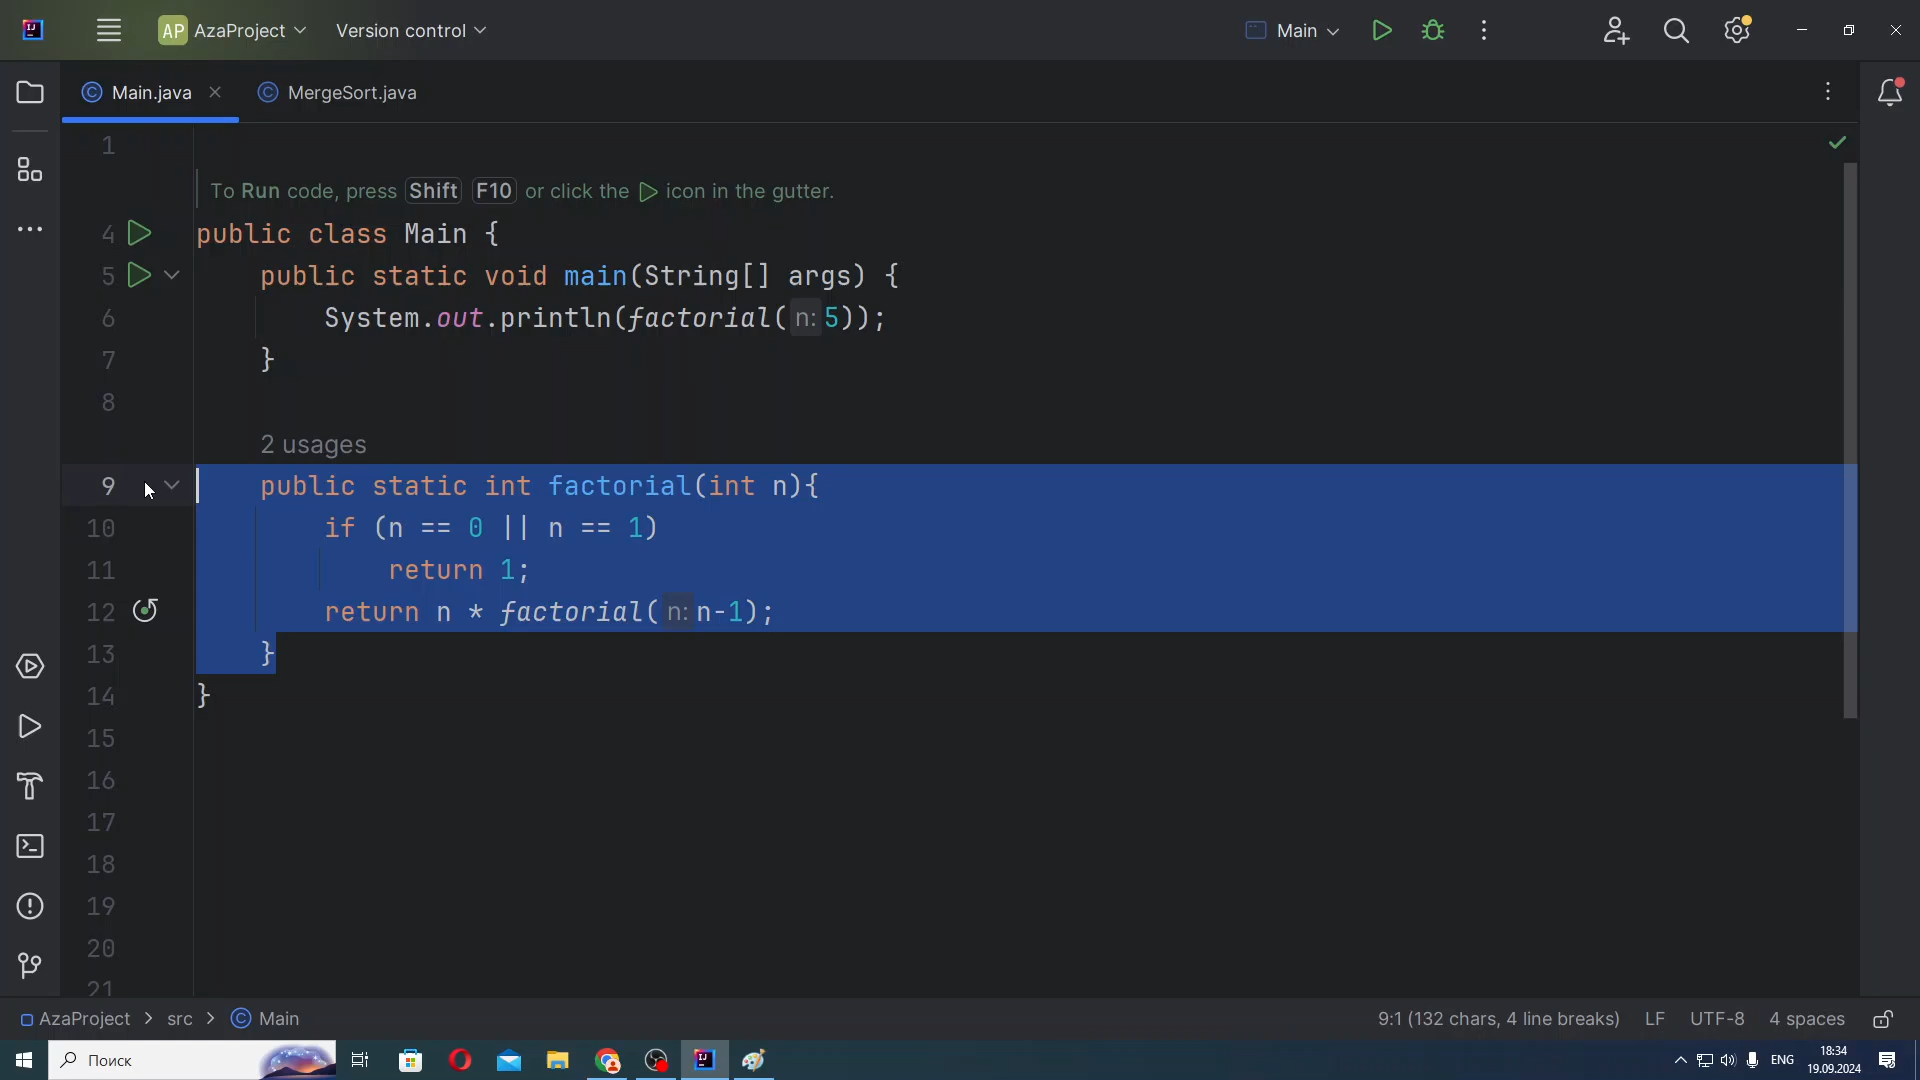 AP AzaProject Version control Main
Main.java MergeSort.java
1
To Run code, press Shift F10 or click the icon in the gutter.
4 public class Main {
5 public static void main(String[] args) {
6 System.out.println(factorial( n: 5));
7 }
8
2 usages
9 public static int factorial(int n){
10 if (n == 0 || n == 1)
11 return 1;
12 return n * factorial( n: n-1);
13 }
14 }
15
16
17
18
19
20
21
AzaProject > src > Main 9:1 (132 chars, 4 line breaks) LF UTF-8 4 spaces
Поиск ENG 18:34
19.09.2024